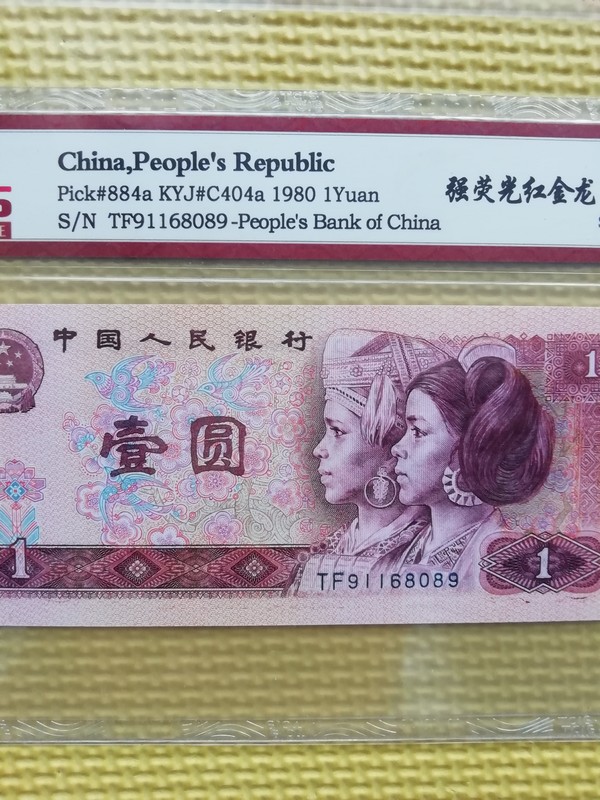 China,People's Republic
Pick#884a KYJ#C404a 1980 1Yuan
S/N TF91168089-People's Bank of China
强荧光红金龙
中国人民银行
壹圆
1
1
TF91168089
1